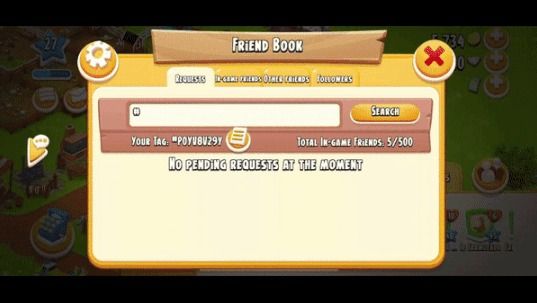 Friend Book
27
Requests
In-game friends
Other friends
Followers
#
Search
Your Tag:
Total In-game Friends: 5/500
No pending requests at the moment